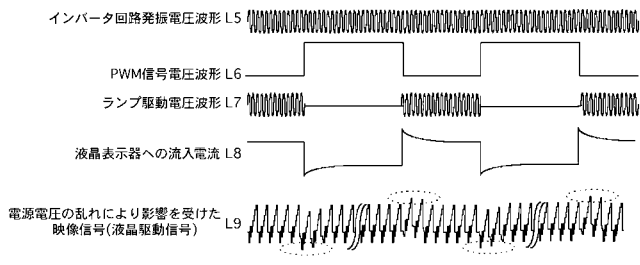 インバータ回路発振電圧波形 L5
PWM信号電圧波形 L6
ランプ駆動電圧波形 L7
液晶表示器への流入電流 L8
電源電圧の乱れにより影響を受けた
映像信号(液晶駆動信号) L9